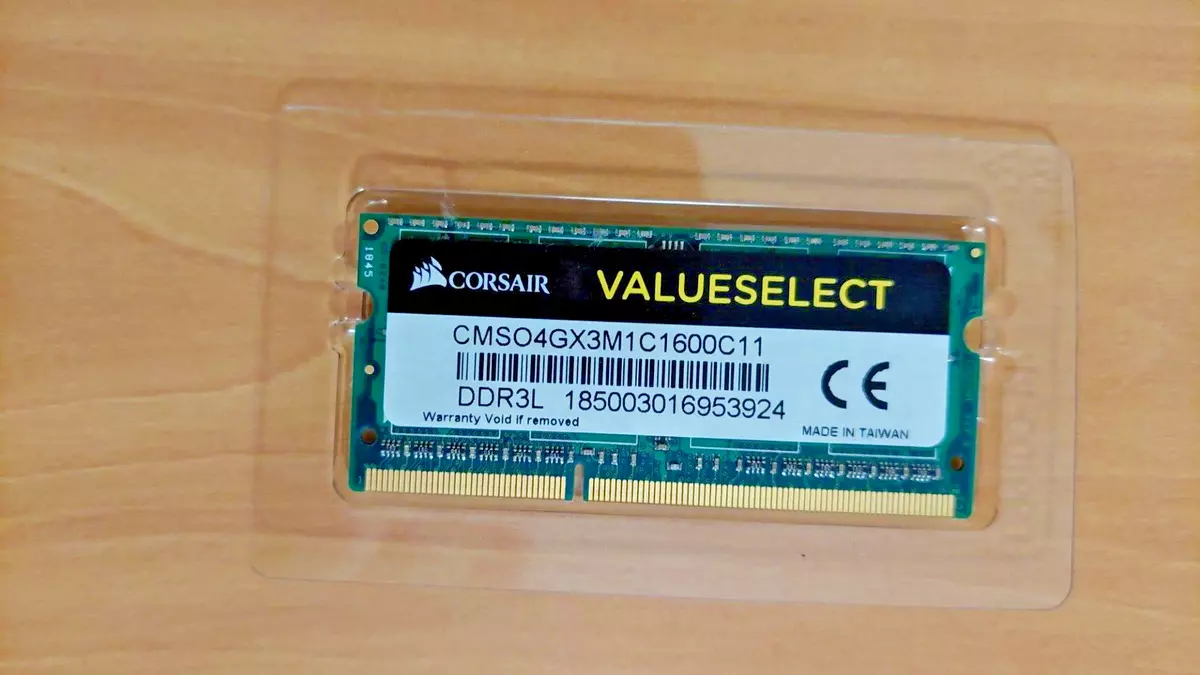 1845
CORSAIR
VALUESELECT
CMSO4GX3M1C1600C11
DDR3L 185003016953924
Warranty Void if removed
CE
MADE IN TAIWAN